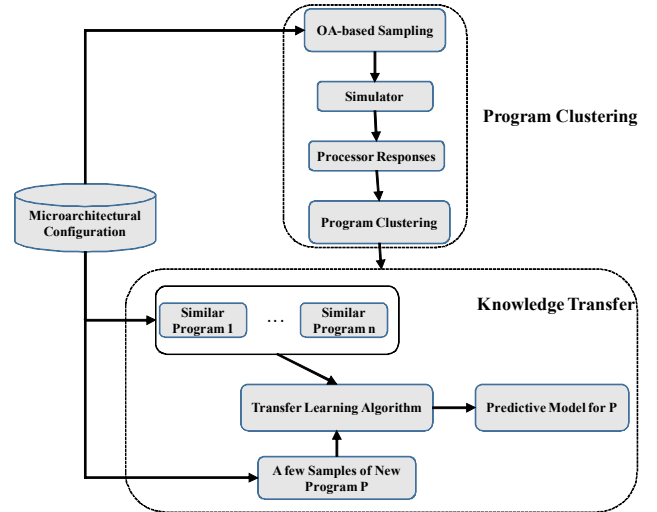 OA-based Sampling
Simulator
Program Clustering
Processor Responses
Microarchitectural
Configuration
Program Clustering
Knowledge Transfer
Similar
Program 1
...
Similar
Program n
Transfer Learning Algorithm
Predictive Model for P
A few Samples of New
Program P